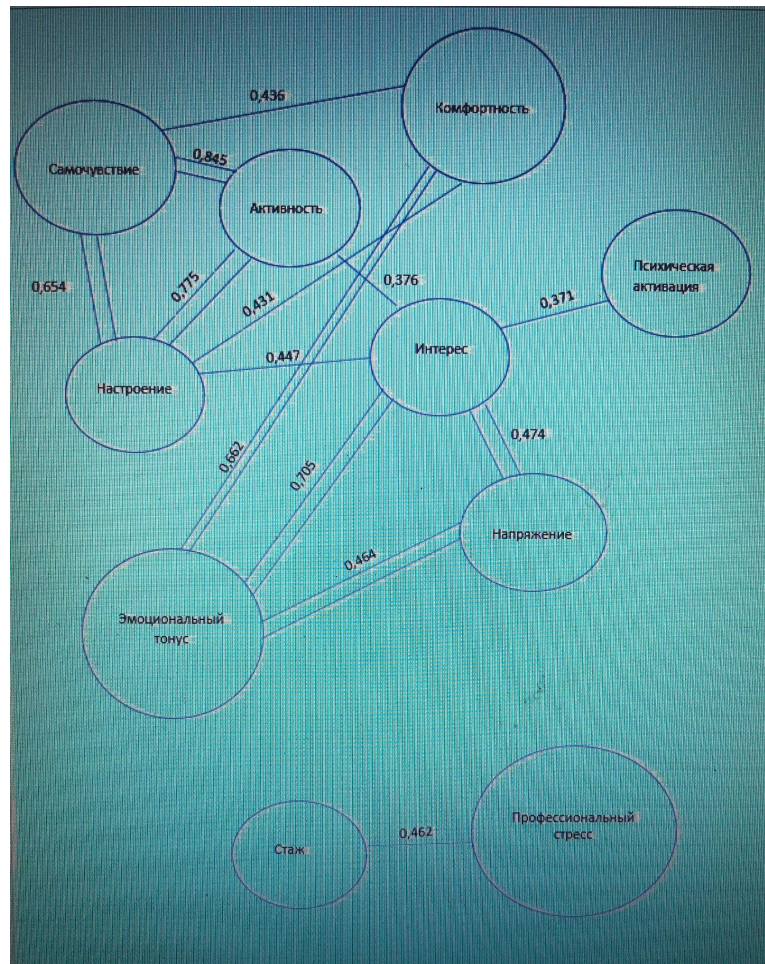 0,436
Комфортность
0,845
Самочувствие
Активность
Психическая
активация
0,654
0,775
0,376
0,431
0,371
0,447
Интерес
Настроение
0,474
0,662
0,705
Напряжение
0,464
Эмоциональный
тонус
Профессиональный
стресс
0,462
Стаж